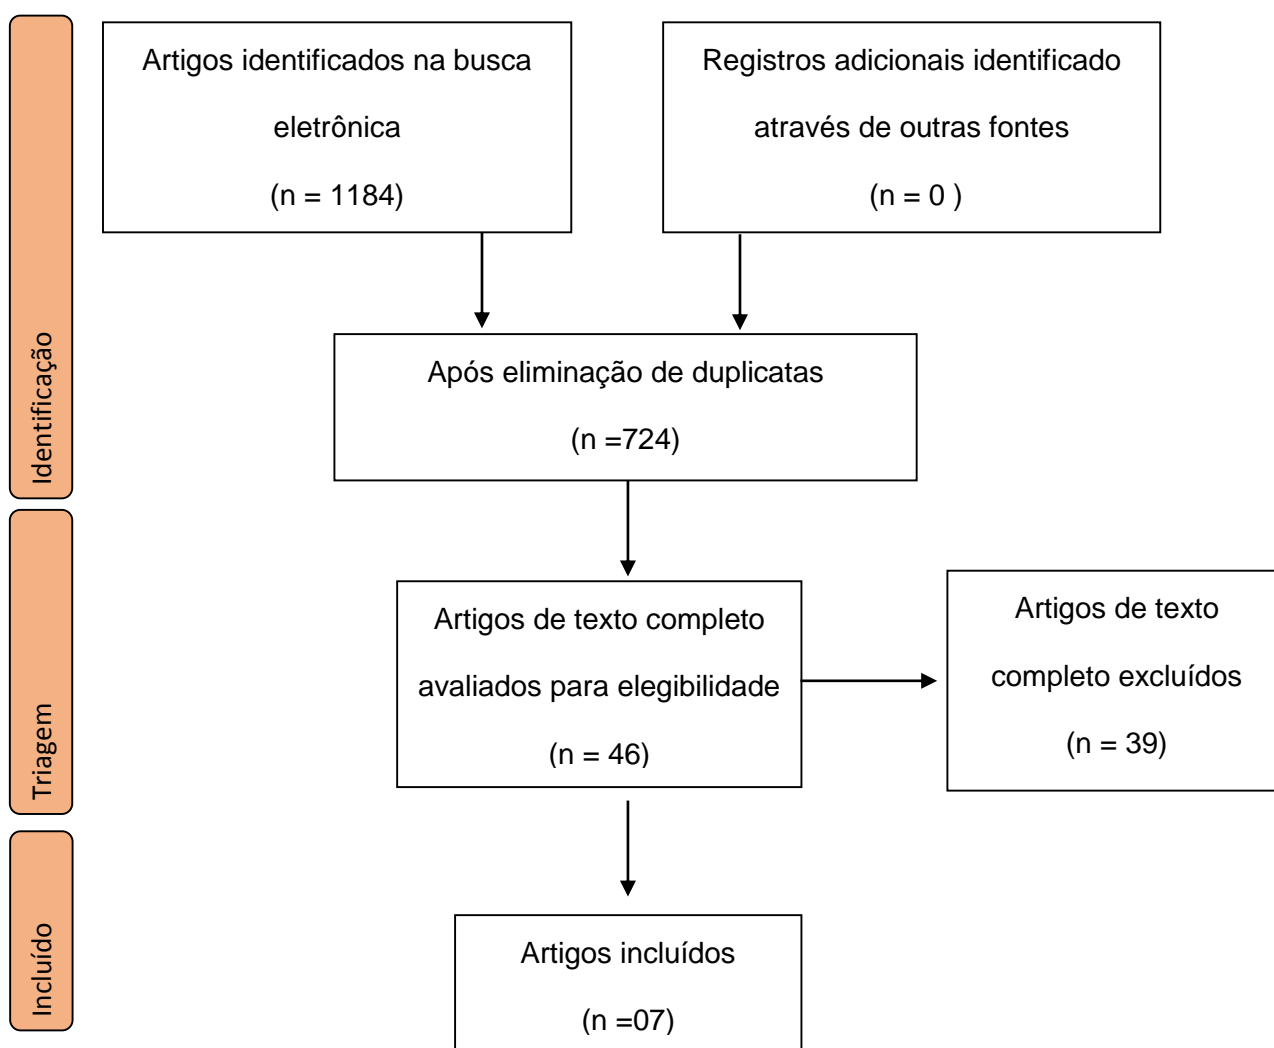 Identificação
Artigos identificados na busca
eletrônica
(n = 1184)
Registros adicionais identificado
através de outras fontes
(n = 0 )
Após eliminação de duplicatas
(n =724)
Triagem
Artigos de texto completo
avaliados para elegibilidade
(n = 46)
Artigos de texto
completo excluídos
(n = 39)
Incluído
Artigos incluídos
(n =07)